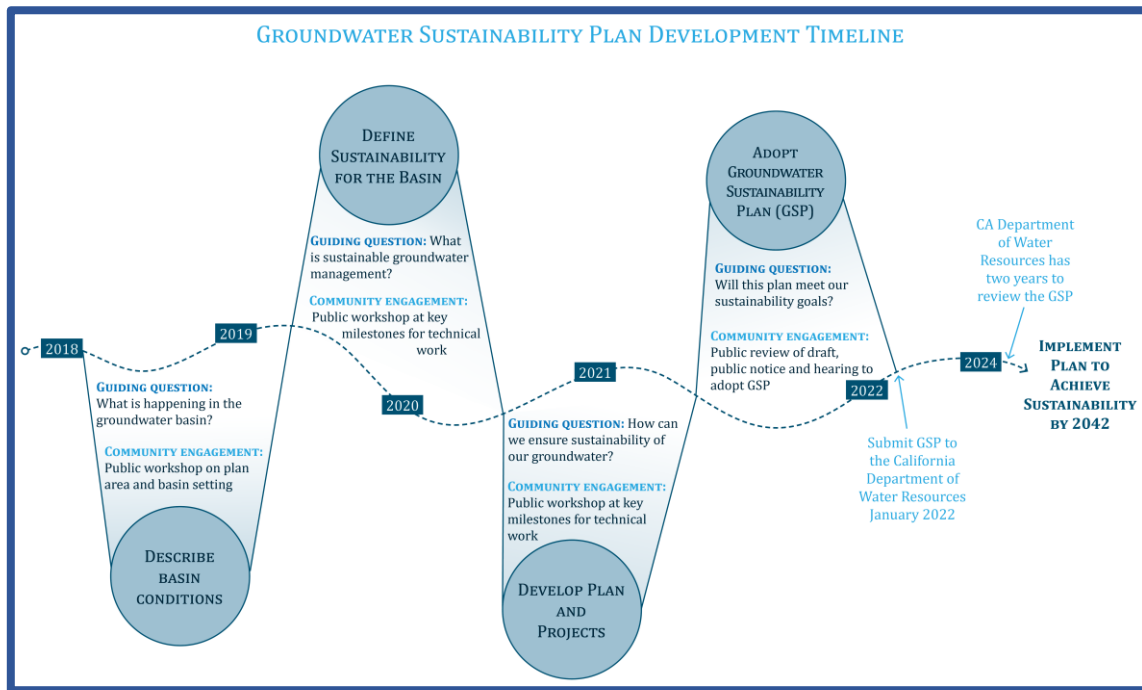 Groundwater Sustainability Plan Development Timeline
2018
Guiding question:
What is happening in the
groundwater basin?
Community engagement:
Public workshop on plan
area and basin setting
Describe
basin
conditions
2019
Define
Sustainability
for the Basin
Guiding question: What
is sustainable groundwater
management?
Community engagement:
Public workshop at key
milestones for technical
work
2020
2021
Guiding question: How can
we ensure sustainability of
our groundwater?
Community engagement:
Public workshop at key
milestones for technical
work
Develop Plan
and
Projects
Adopt
Groundwater
Sustainability
Plan (GSP)
Guiding question:
Will this plan meet our
sustainability goals?
Community engagement:
Public review of draft,
public notice and hearing to
adopt GSP
2022
Submit GSP to
the California
Department of
Water Resources
January 2022
2024
CA Department
of Water
Resources has
two years to
review the GSP
Implement
Plan to
Achieve
Sustainability
by 2042